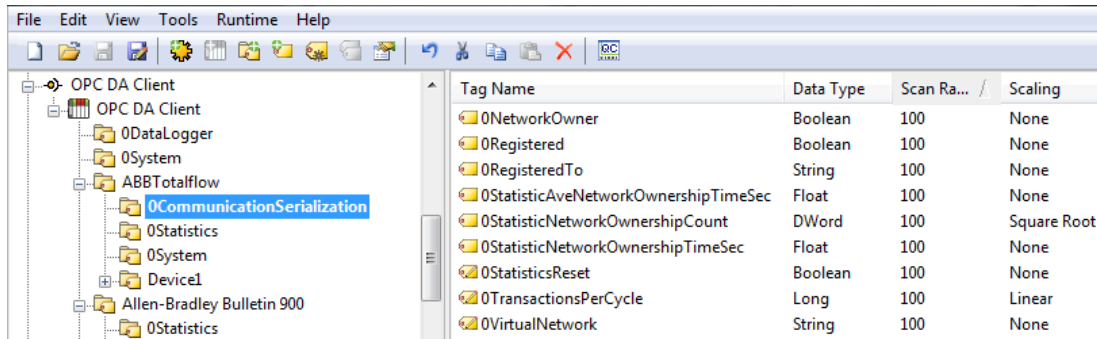 File Edit View Tools Runtime Help
QC
OPC DA Client
OPC DA Client
0DataLogger
0System
ABBTotalflow
0CommunicationSerialization
0Statistics
0System
Device1
Allen-Bradley Bulletin 900
0Statistics
Tag Name Data Type Scan Ra... Scaling
0NetworkOwner Boolean 100 None
0Registered Boolean 100 None
0RegisteredTo String 100 None
0StatisticAveNetworkOwnershipTimeSec Float 100 None
0StatisticNetworkOwnershipCount DWord 100 Square Root
0StatisticNetworkOwnershipTimeSec Float 100 None
0StatisticsReset Boolean 100 None
0TransactionsPerCycle Long 100 Linear
0VirtualNetwork String 100 None